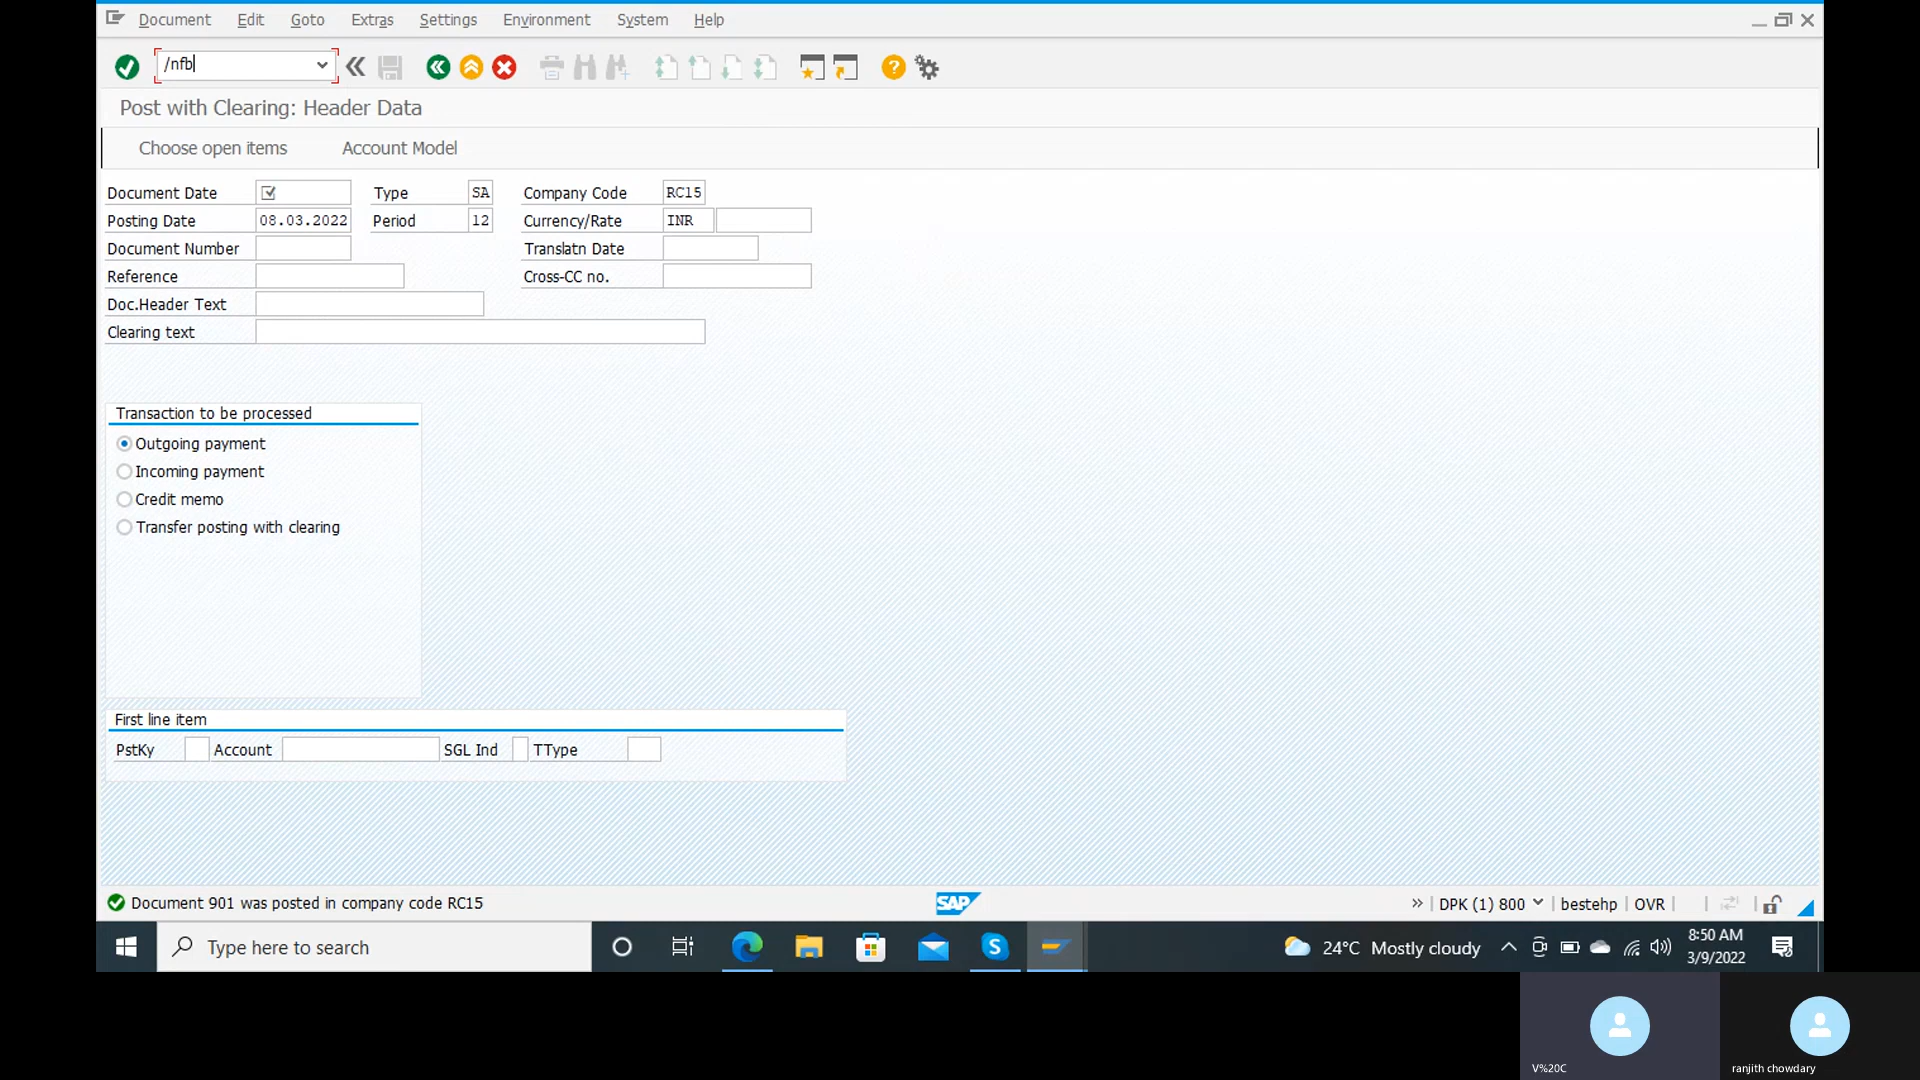 Document Edit Goto Extras Settings Environment System Help
/nfb
Post with Clearing: Header Data
Choose open items Account Model
Document Date Type SA Company Code RC15
Posting Date 08.03.2022 Period 12 Currency/Rate INR
Document Number Translatn Date
Reference Cross-CC no.
Doc.Header Text
Clearing text
Transaction to be processed
Outgoing payment
Incoming payment
Credit memo
Transfer posting with clearing
First line item
PstKy Account SGL Ind TType
Document 901 was posted in company code RC15 SAP DPK (1) 800 bestehp OVR
Type here to search 24°C Mostly cloudy 8:50 AM
3/9/2022
V%20C ranjith chowdary